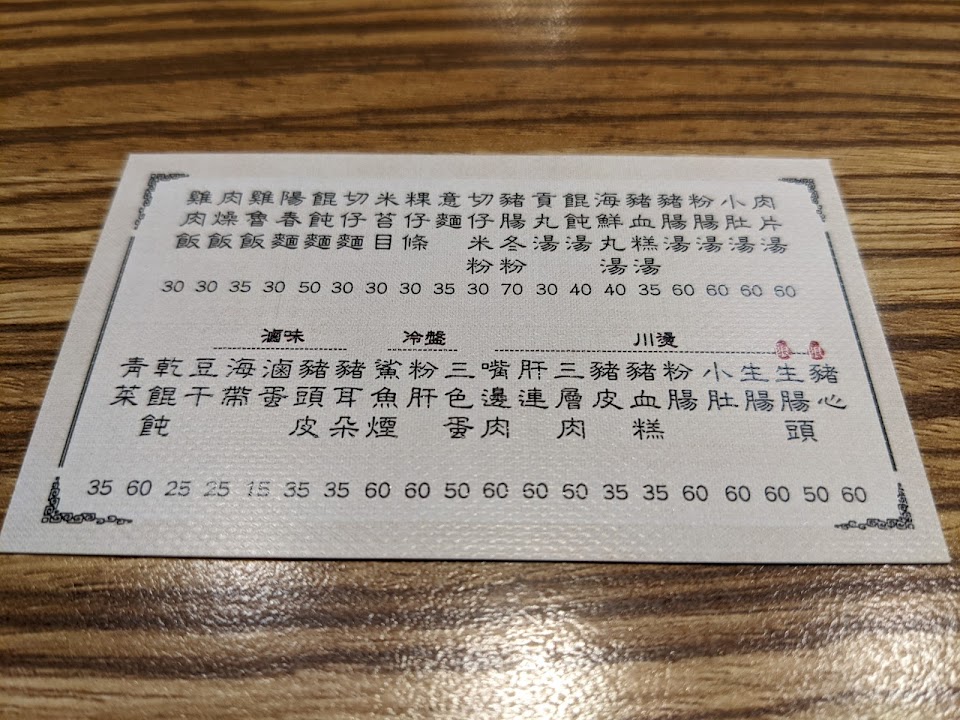 雞肉飯
肉燥飯
雞魯飯
陽春麵
餛飩麵
切仔麵
米苔目
粿仔條
意麵
切仔米粉
豬腸冬粉
貢丸湯
餛飩湯
海鮮丸湯
豬血糕湯
豬腸湯
粉腸湯
小肚湯
肉片湯
30 30 35 30 50 30 30 30 35 30 70 30 40 40 35 60 60 60 60
滷味 冷盤 川燙
青菜
乾餛飩
豆干
海帶
滷蛋
豬頭皮
豬耳朵
鯊魚煙
粉肝
三色蛋
嘴邊肉
肝連
三層肉
豬皮
豬血糕
粉腸
小肚
生腸
生腸頭
豬心
35 60 25 25 15 35 35 60 60 50 60 60 50 35 35 60 60 60 50 60